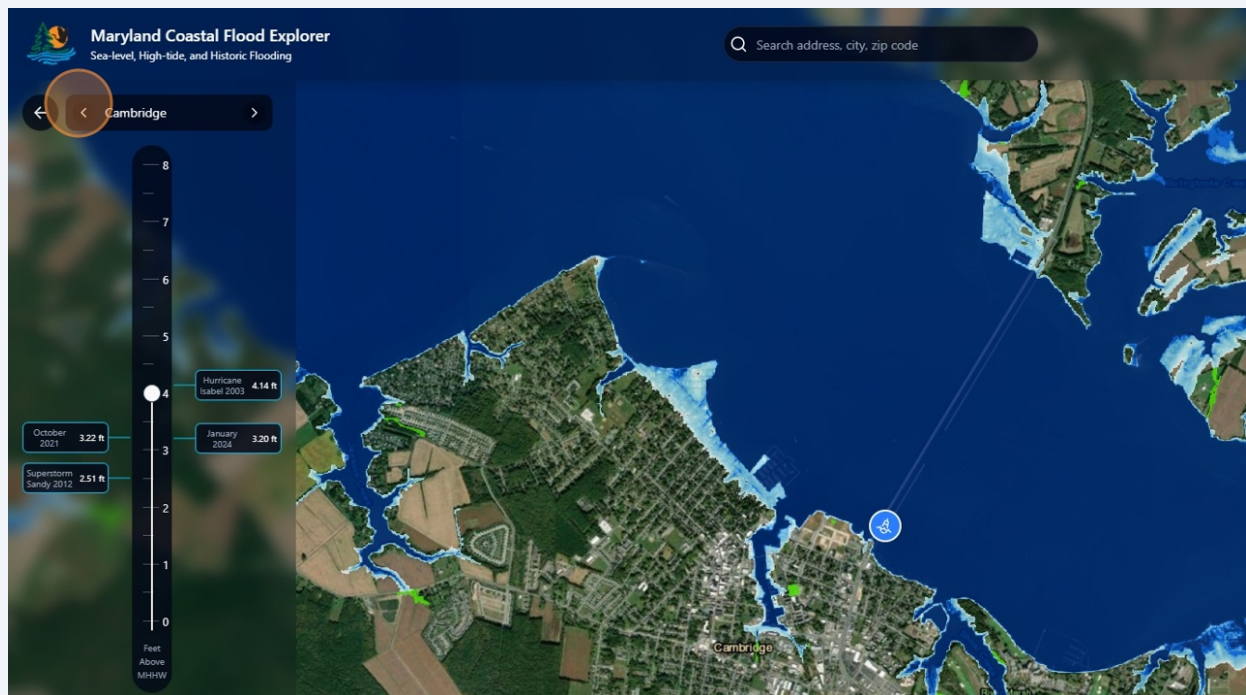 Maryland Coastal Flood Explorer
Sea-level, High-tide, and Historic Flooding
Search address, city, zip code
Cambridge
8
7
6
5
Hurricane
Isabel 2003 4.14 ft
4
October
2021 3.22 ft
January
2024 3.20 ft
3
Superstorm
Sandy 2012 2.51 ft
2
1
0
Feet
Above
MHHW
Cambridge